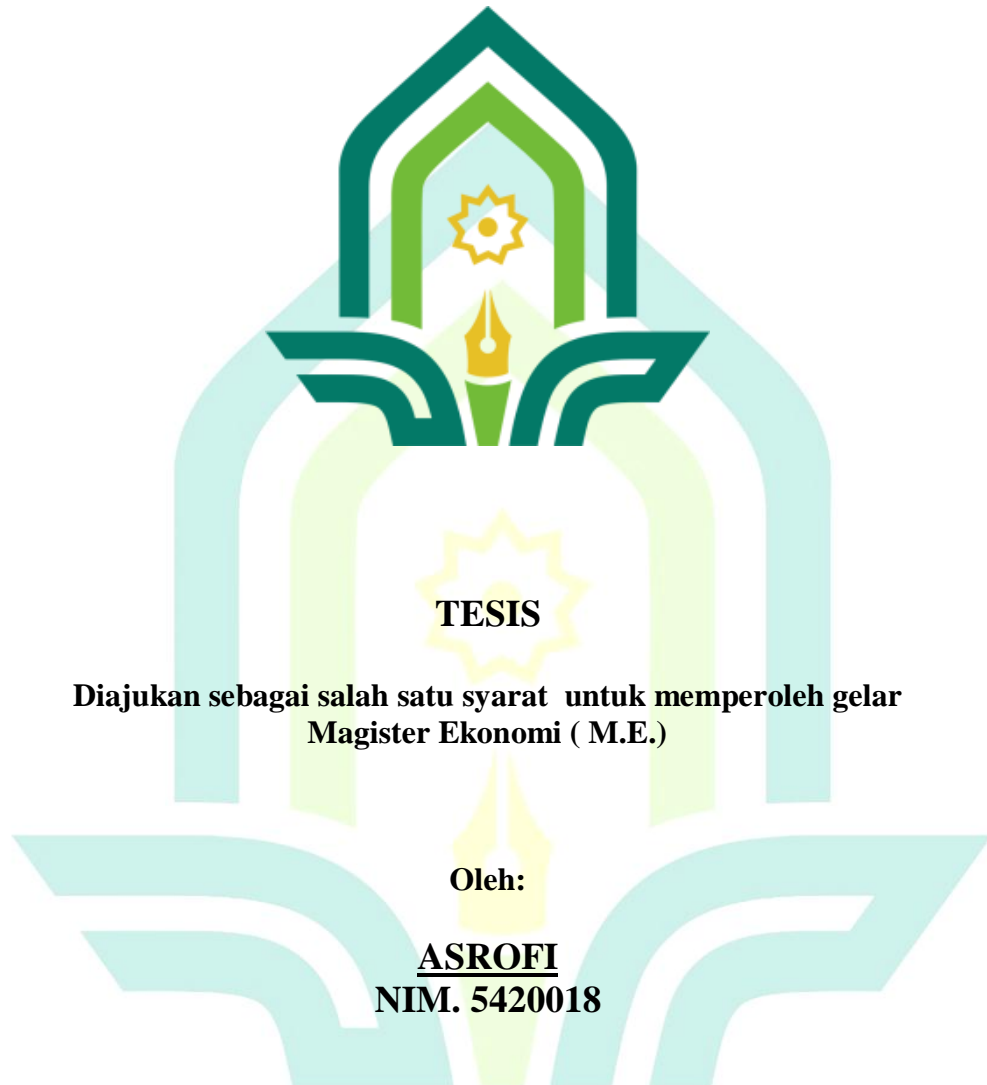 TESIS
Diajukan sebagai salah satu syarat  untuk memperoleh gelar
Magister Ekonomi ( M.E.)
Oleh:
ASROFI
NIM. 5420018